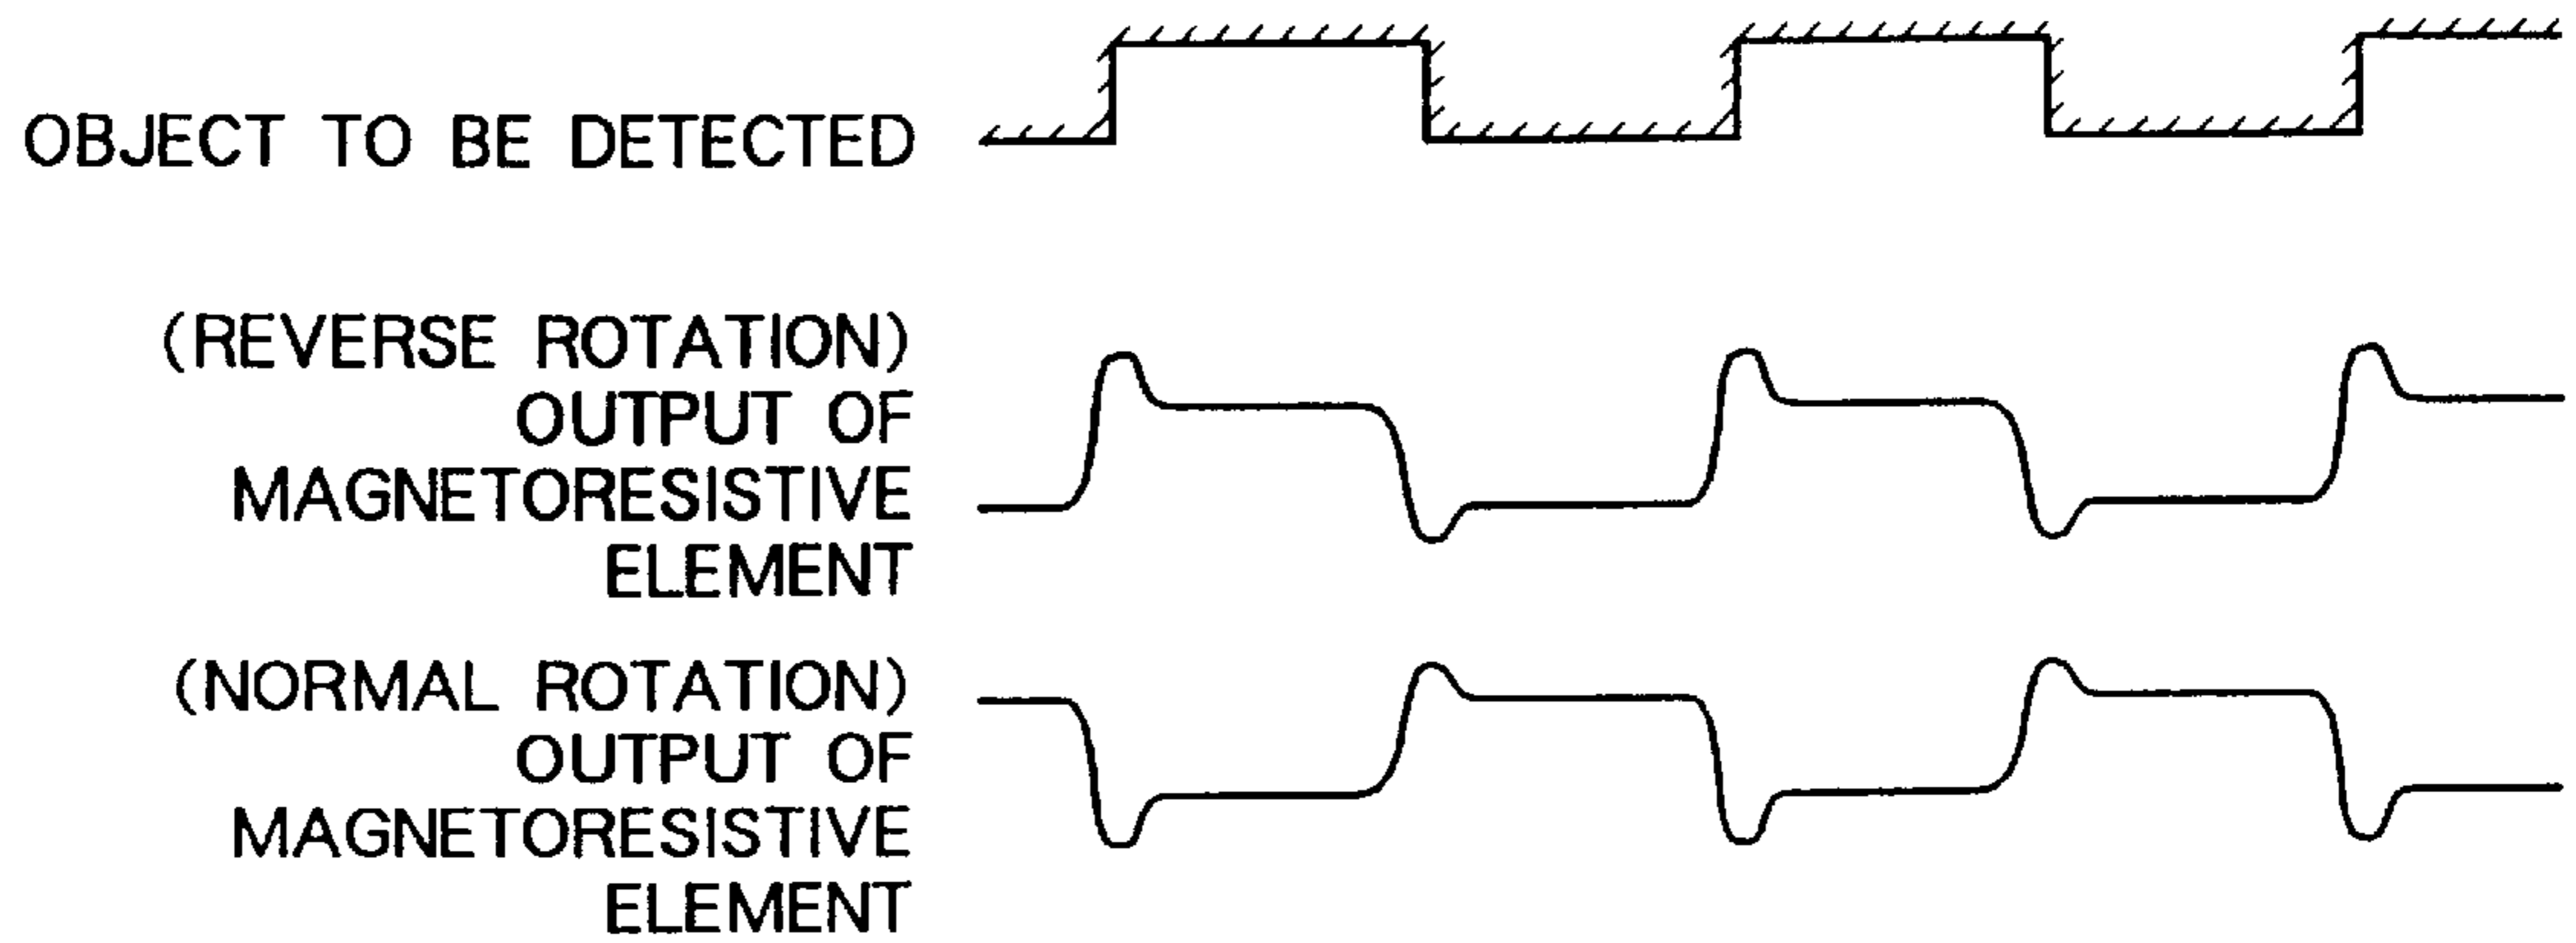 OBJECT TO BE DETECTED
(REVERSE ROTATION)
OUTPUT OF
MAGNETORESISTIVE
ELEMENT
(NORMAL ROTATION)
OUTPUT OF
MAGNETORESISTIVE
ELEMENT